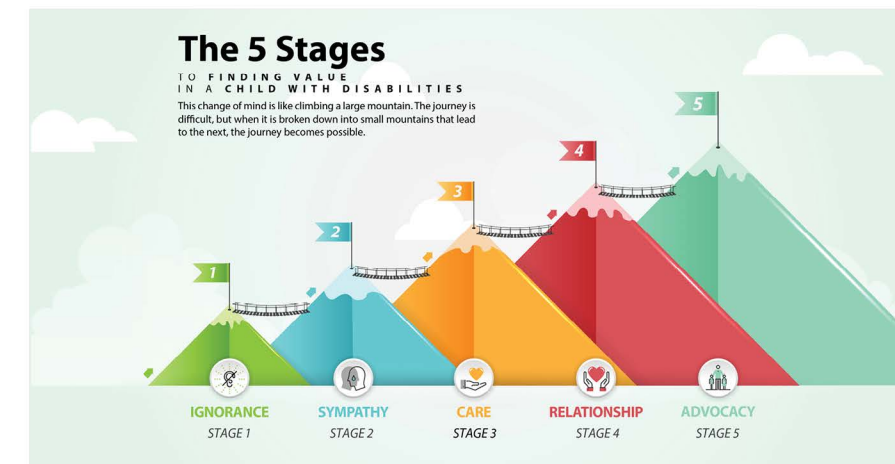 The 5 Stages
TO FINDING VALUE
IN A CHILD WITH DISABILITIES
This change of mind is like climbing a large mountain. The journey is
difficult, but when it is broken down into small mountains that lead
to the next, the journey becomes possible.
5
4
3
2
1
IGNORANCE SYMPATHY CARE RELATIONSHIP ADVOCACY
STAGE 1 STAGE 2 STAGE 3 STAGE 4 STAGE 5